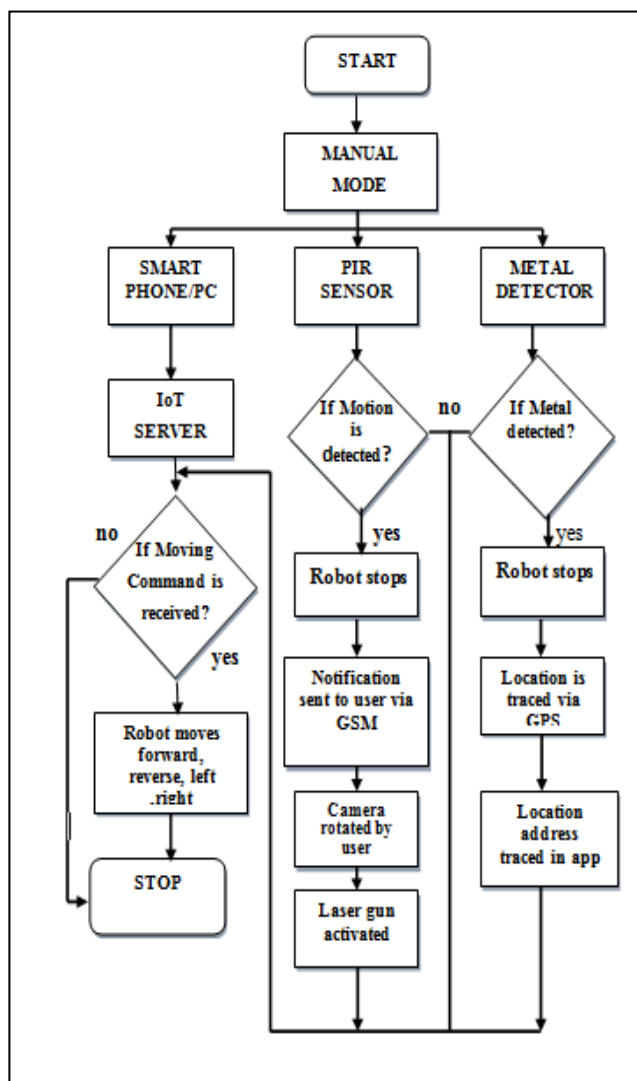 START
MANUAL
MODE
SMART
PHONE/PC
PIR
SENSOR
METAL
DETECTOR
IoT
SERVER
If Motion
is
detected?
no
If Metal
detected?
no
If Moving
Command is
received?
yes
yes
yes
Robot stops
Robot stops
Robot moves
forward,
reverse, left
,right
Notification
sent to user via
GSM
Location is
traced via
GPS
Camera
rotated by
user
Location
address
traced in app
STOP
Laser gun
activated